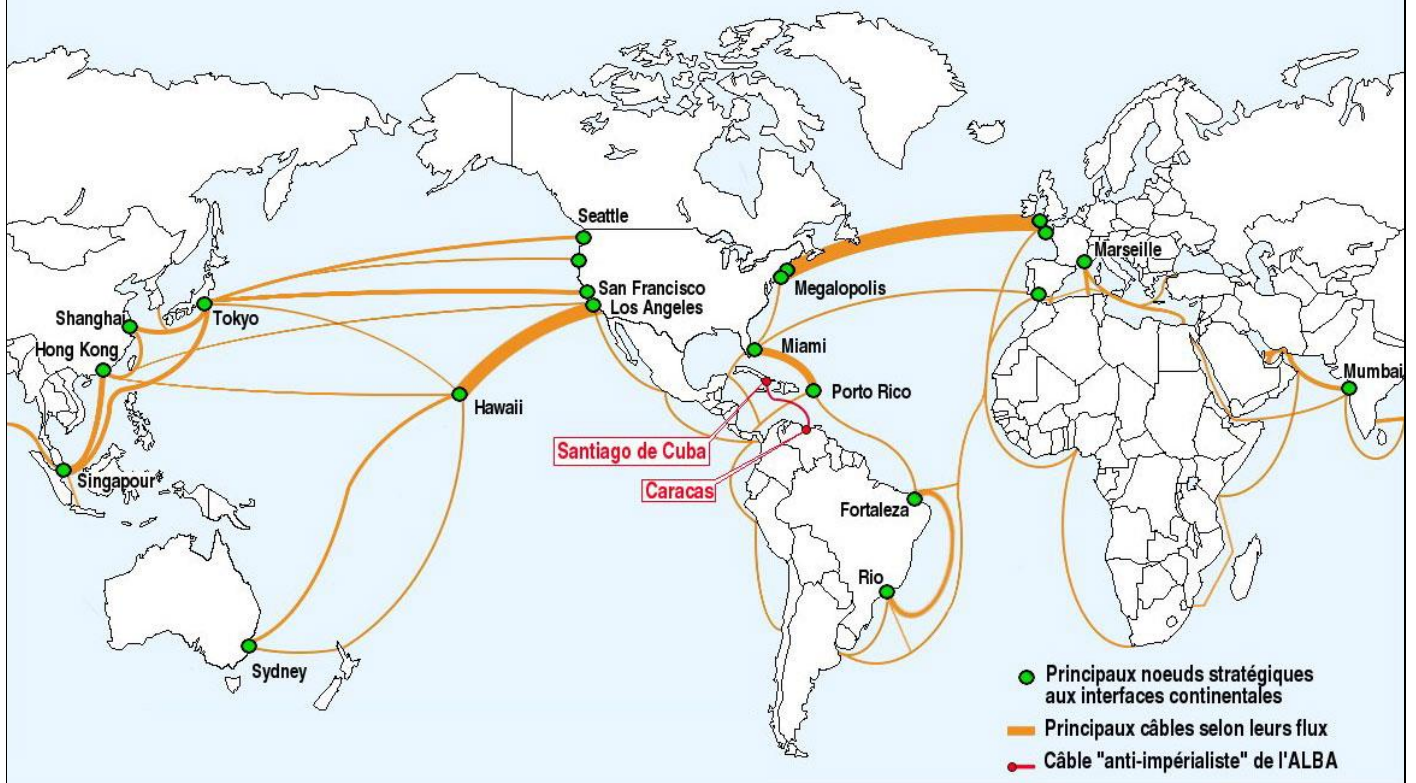 Seattle
San Francisco
Los Angeles
Megalopolis
Marseille
Shanghai
Tokyo
Hong Kong
Miami
Mumbai
Hawaii
Porto Rico
Santiago de Cuba
Singapour
Caracas
Fortaleza
Rio
Sydney
Principaux noeuds stratégiques
aux interfaces continentales
Principaux câbles selon leurs flux
Câble "anti-impérialiste" de l'ALBA